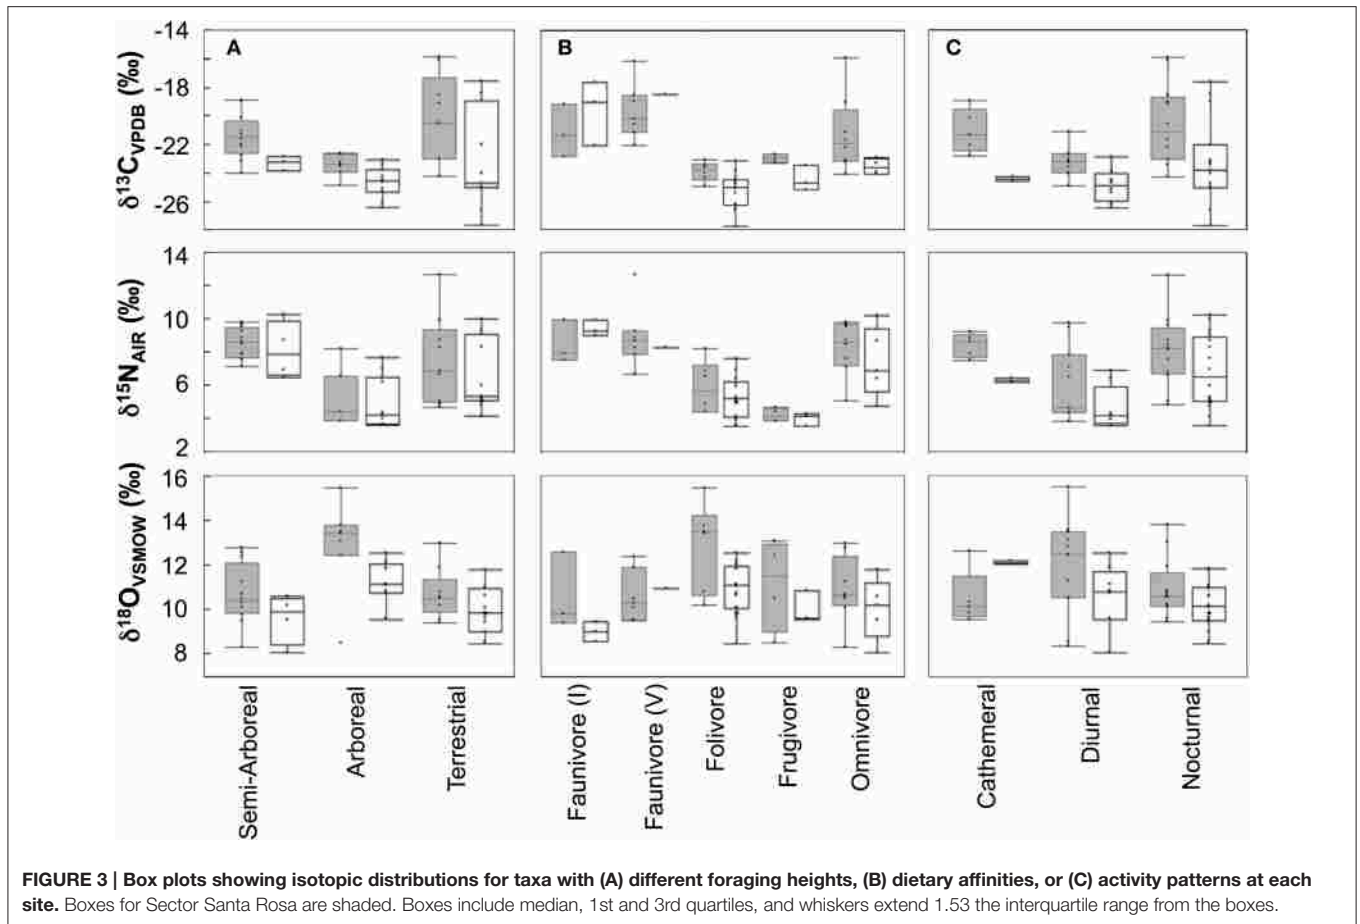 A
B
C
δ13CVPDB (‰)
-14
-18
-22
-26
δ15NAIR (‰)
14
10
6
2
δ18OVSMOW (‰)
16
14
12
10
8
Semi-Arboreal
Arboreal
Terrestrial
Faunivore (I)
Faunivore (V)
Folivore
Frugivore
Omnivore
Cathemeral
Diurnal
Nocturnal
FIGURE 3 | Box plots showing isotopic distributions for taxa with (A) different foraging heights, (B) dietary affinities, or (C) activity patterns at each
site. Boxes for Sector Santa Rosa are shaded. Boxes include median, 1st and 3rd quartiles, and whiskers extend 1.53 the interquartile range from the boxes.